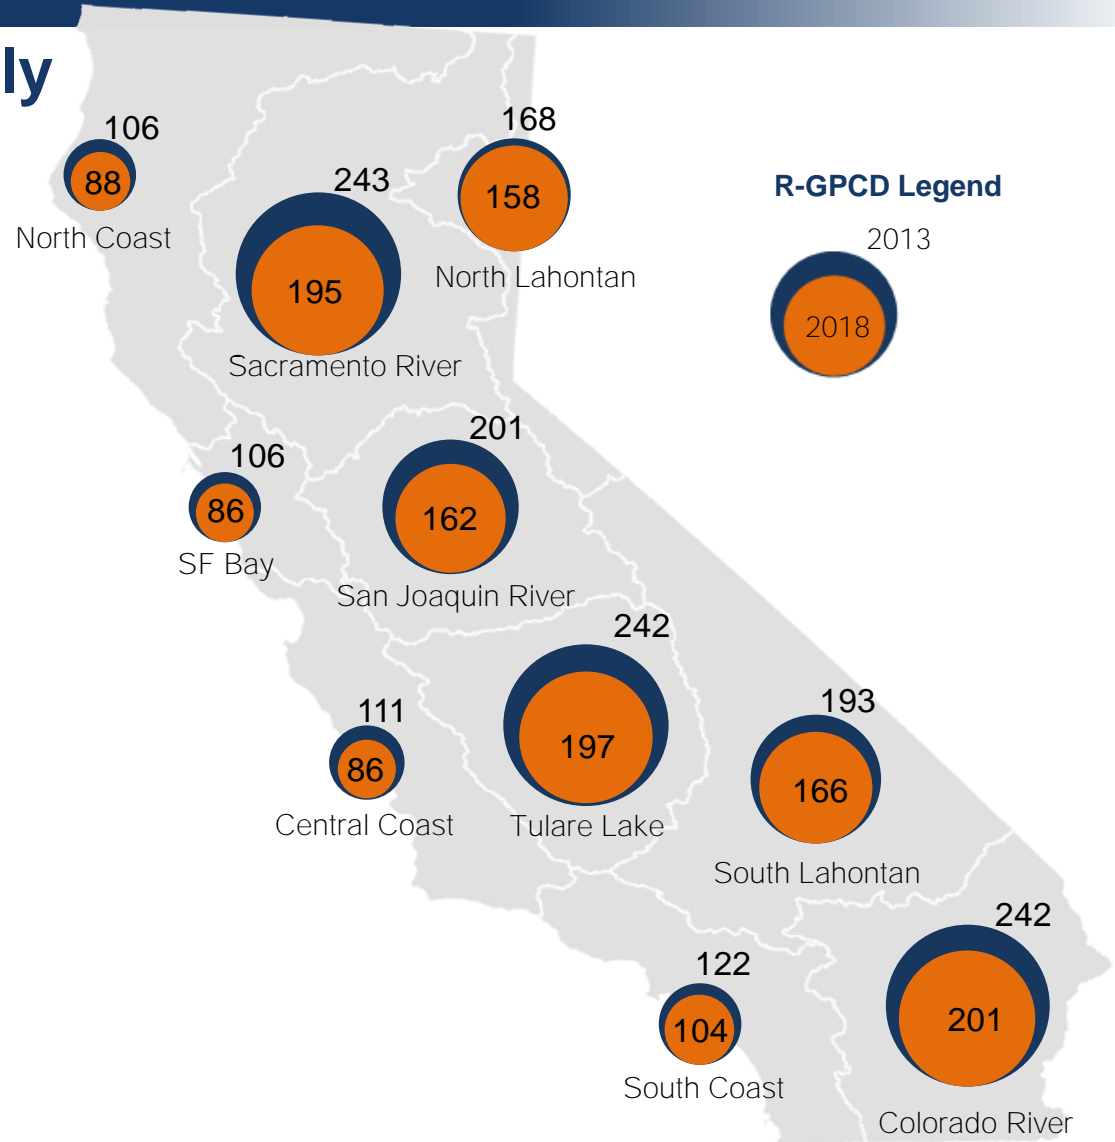 ly
106
88
North Coast
243
195
Sacramento River
168
158
North Lahontan
R-GPCD Legend
2013
2018
106
86
SF Bay
201
162
San Joaquin River
242
197
Tulare Lake
111
86
Central Coast
193
166
South Lahontan
122
104
South Coast
242
201
Colorado River